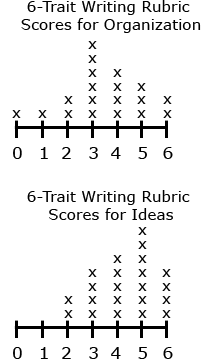 6-Trait Writing Rubric
Scores for Organization
0 1 2 3 4 5 6
6-Trait Writing Rubric
Scores for Ideas
0 1 2 3 4 5 6